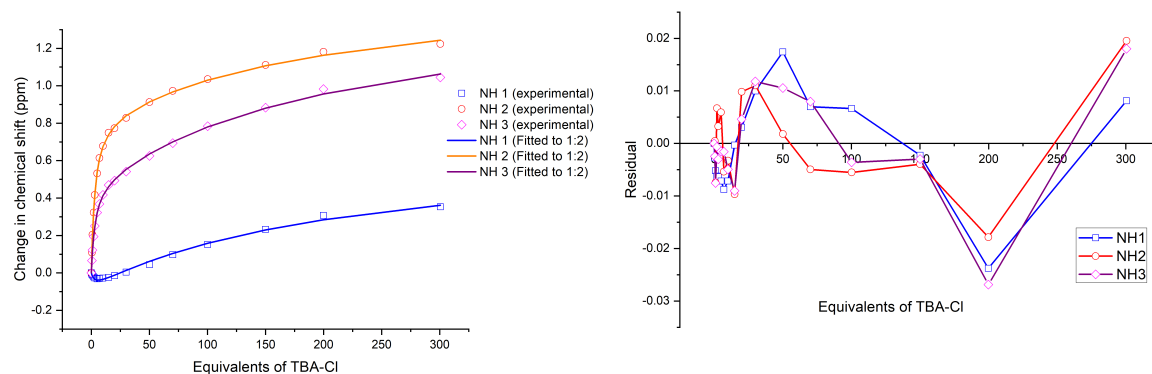 1.2
1.0
0.8
0.6
0.4
0.2
0.0
-0.2
Change in chemical shift (ppm)
0 50 100 150 200 250 300
Equivalents of TBA-Cl
NH 1 (experimental)
NH 2 (experimental)
NH 3 (experimental)
NH 1 (Fitted to 1:2)
NH 2 (Fitted to 1:2)
NH 3 (Fitted to 1:2)
0.02
0.01
0.00
-0.01
-0.02
-0.03
Residual
50 100 150 200 250 300
Equivalents of TBA-Cl
NH1
NH2
NH3